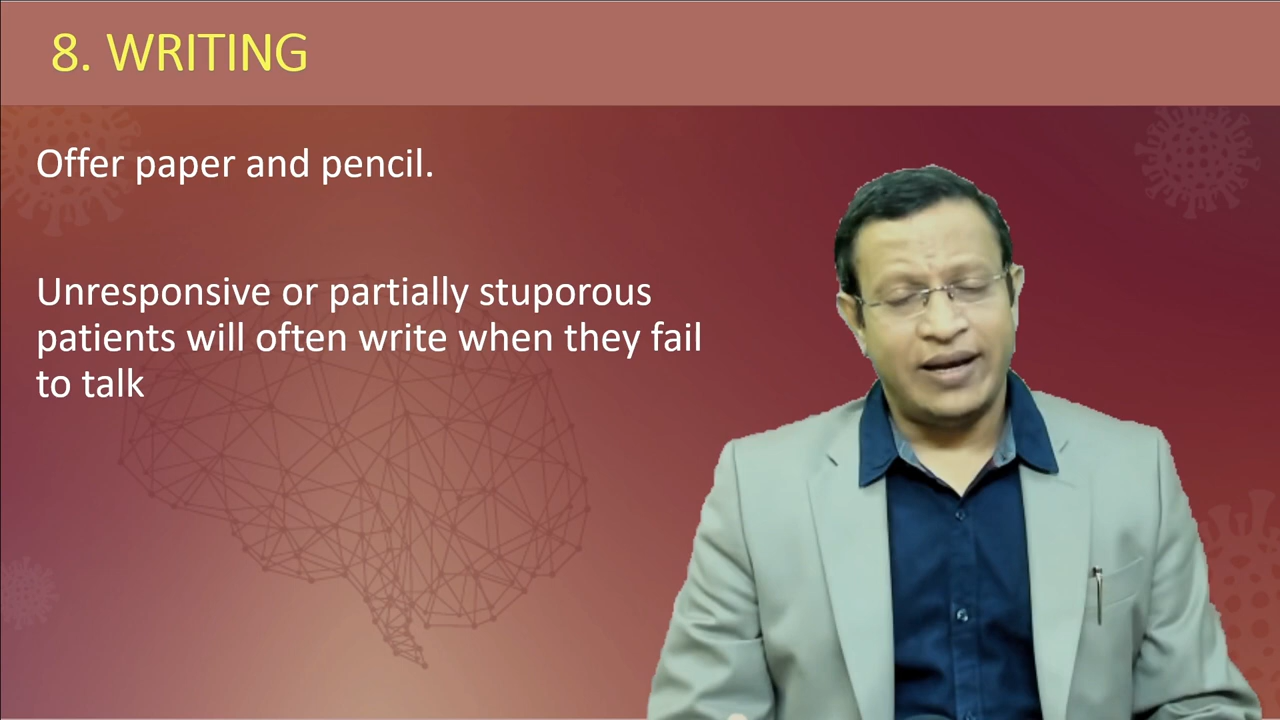 8. WRITING
Offer paper and pencil.
Unresponsive or partially stuporous
patients will often write when they fail
to talk